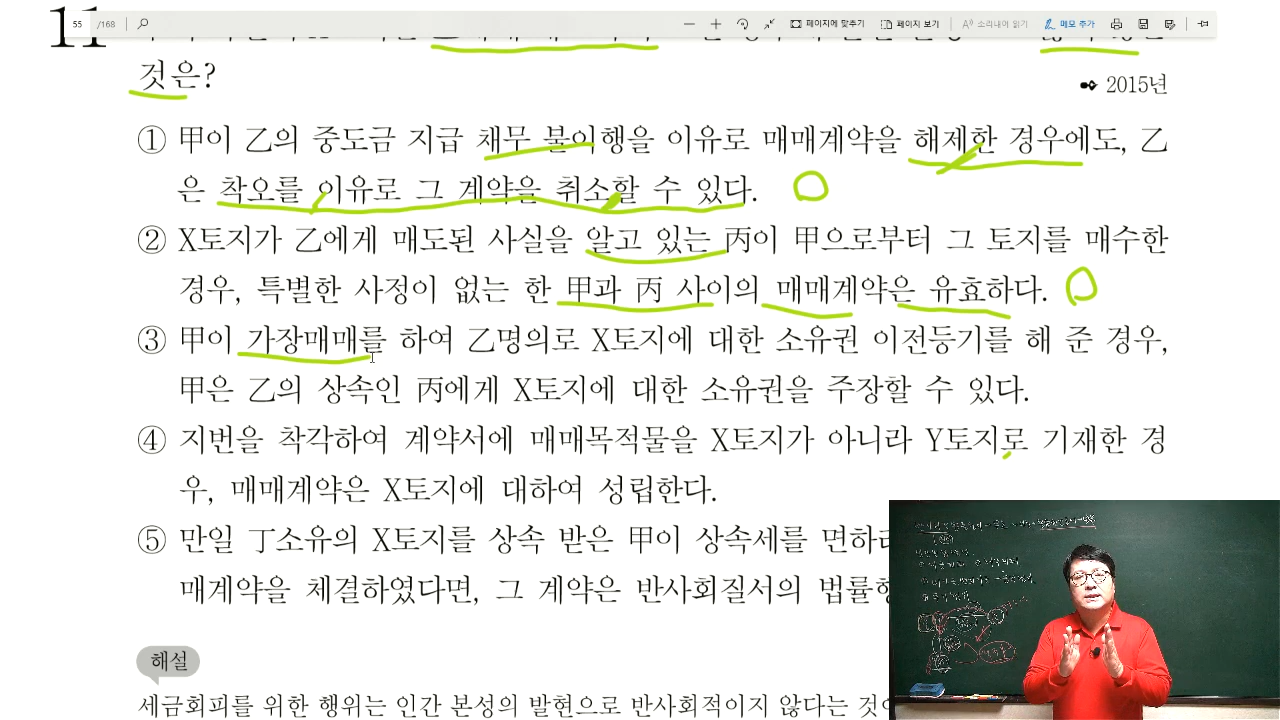 55 /168 페이지에 맞추기 페이지 보기 소리내어 읽기 메모 추가
11
것은?
2015년
① 甲이 乙의 중도금 지급 채무 불이행을 이유로 매매계약을 해제한 경우에도, 乙
은 착오를 이유로 그 계약을 취소할 수 있다.
② X토지가 乙에게 매도된 사실을 알고 있는 丙이 甲으로부터 그 토지를 매수한
경우, 특별한 사정이 없는 한 甲과 丙 사이의 매매계약은 유효하다.
③ 甲이 가장매매를 하여 乙명의로 X토지에 대한 소유권 이전등기를 해 준 경우,
甲은 乙의 상속인 丙에게 X토지에 대한 소유권을 주장할 수 있다.
④ 지번을 착각하여 계약서에 매매목적물을 X토지가 아니라 Y토지로 기재한 경
우, 매매계약은 X토지에 대하여 성립한다.
⑤ 만일 丁소유의 X토지를 상속 받은 甲이 상속세를 면하려
매계약을 체결하였다면, 그 계약은 반사회질서의 법률행
해설
세금회피를 위한 행위는 인간 본성의 발현으로 반사회적이지 않다는 것이